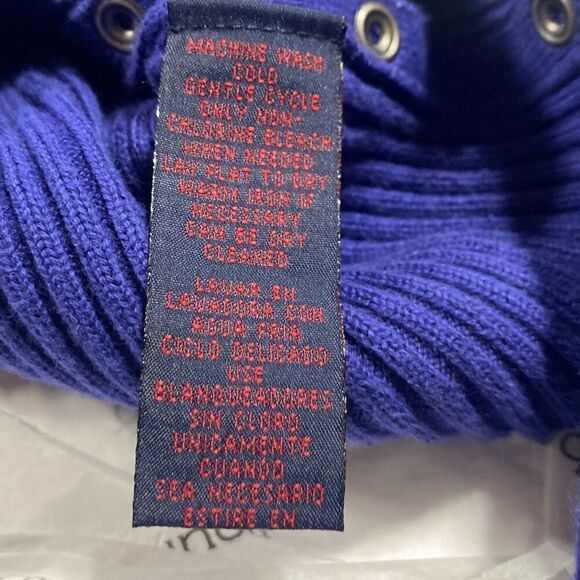 MACHINE WASH
COLD
GENTLE CYCLE
ONLY NON-
CHLORINE BLEACH
WHEN NEEDED
LAY FLAT TO DRY
WARM IRON IF
NECESSARY
CAN BE DRY
CLEANED
LAVAR EN
LAVADORA CON
AGUA FRIA
CICLO DELICADO
USE
BLANQUEADORES
SIN CLORO
UNICAMENTE
CUANDO
SEA NECESARIO
ESTIRE EN